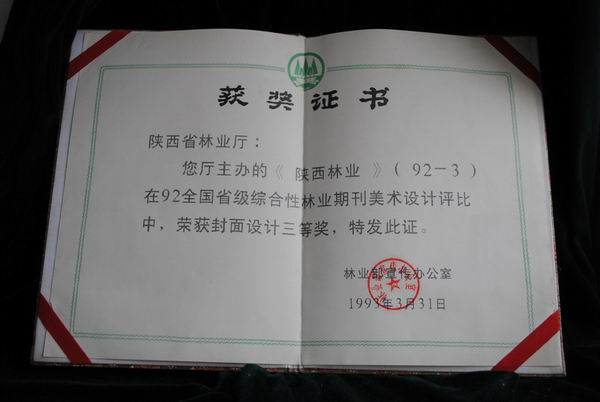 获奖证书
陕西省林业厅：
您厅主办的《 陕西林业 》（92－3）
在92全国省级综合性林业期刊美术设计评比
中，荣获封面设计三等奖，特发此证。
林业部宣传办公室
1993年3月31日